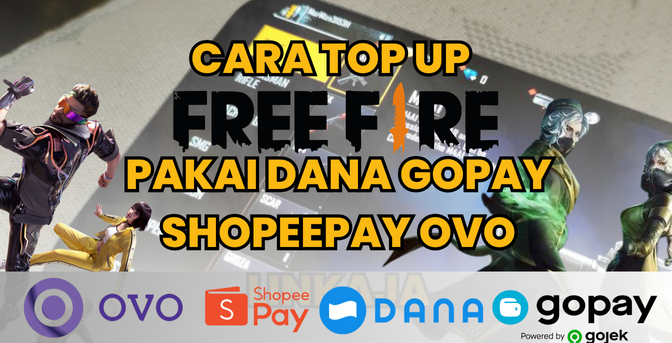 CARA TOP UP
FREE FIRE
PAKAI DANA GOPAY
SHOPEEPAY OVO
OVO
S Shopee Pay
DANA
gopay
Powered by gojek